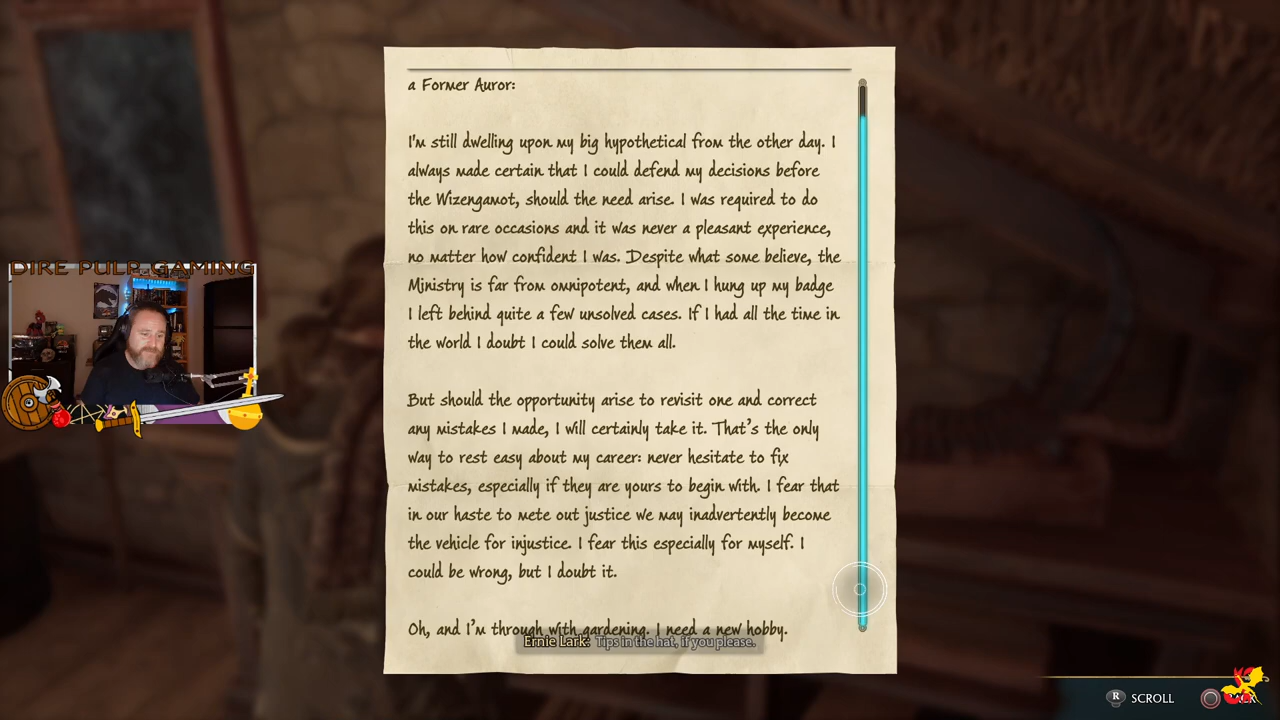 a Former Auror:
I'm still dwelling upon my big hypothetical from the other day. I
always made certain that I could defend my decisions before
the Wizengamot, should the need arise. I was required to do
this on rare occasions and it was never a pleasant experience,
no matter how confident I was. Despite what some believe, the
Ministry is far from omnipotent, and when I hung up my badge
I left behind quite a few unsolved cases. If I had all the time in
the world I doubt I could solve them all.
DIRE PULP GAMING
But should the opportunity arise to revisit one and correct
any mistakes I made, I will certainly take it. That's the only
way to rest easy about my career: never hesitate to fix
mistakes, especially if they are yours to begin with. I fear that
in our haste to mete out justice we may inadvertently become
the vehicle for injustice. I fear this especially for myself. I
could be wrong, but I doubt it.
Oh, and I'm through with gardening. I need a new hobby.
Ernie Lark: Tips in the hat, if you please.
R SCROLL